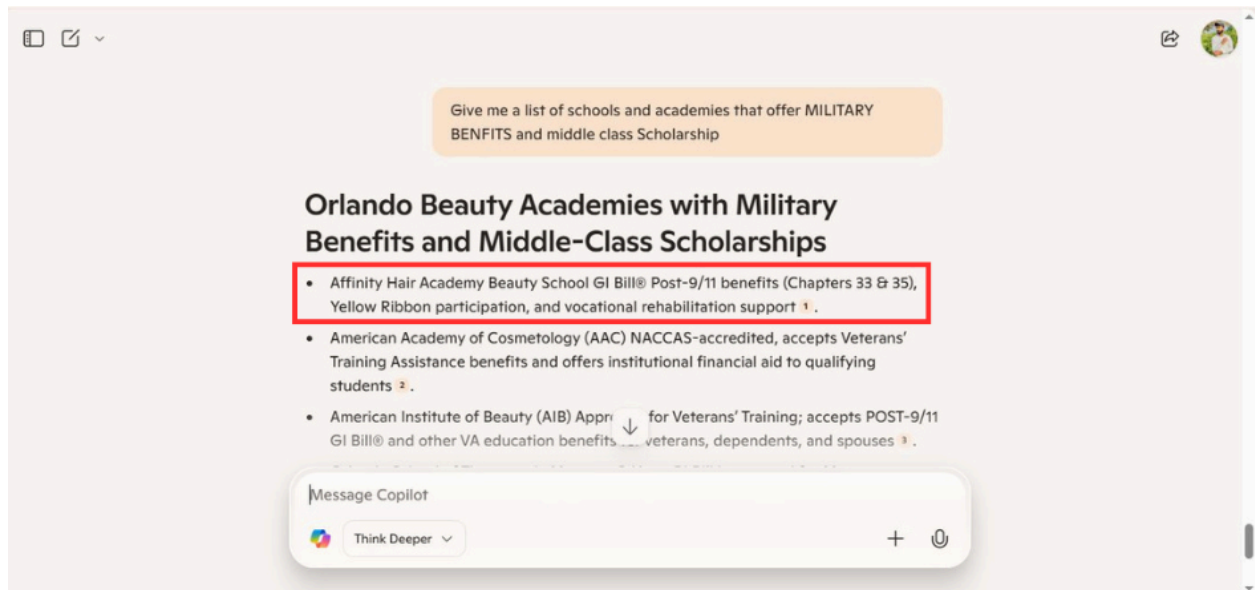 Give me a list of schools and academies that offer MILITARY
BENFITS and middle class Scholarship
Orlando Beauty Academies with Military
Benefits and Middle-Class Scholarships
• Affinity Hair Academy Beauty School GI Bill® Post-9/11 benefits (Chapters 33 & 35),
Yellow Ribbon participation, and vocational rehabilitation support 1 .
• American Academy of Cosmetology (AAC) NACCAS-accredited, accepts Veterans'
Training Assistance benefits and offers institutional financial aid to qualifying
students 2 .
• American Institute of Beauty (AIB) for Veterans' Training; accepts POST-9/11
GI Bill® and other VA education benefits veterans, dependents, and spouses 3 .
Message Copilot
Think Deeper